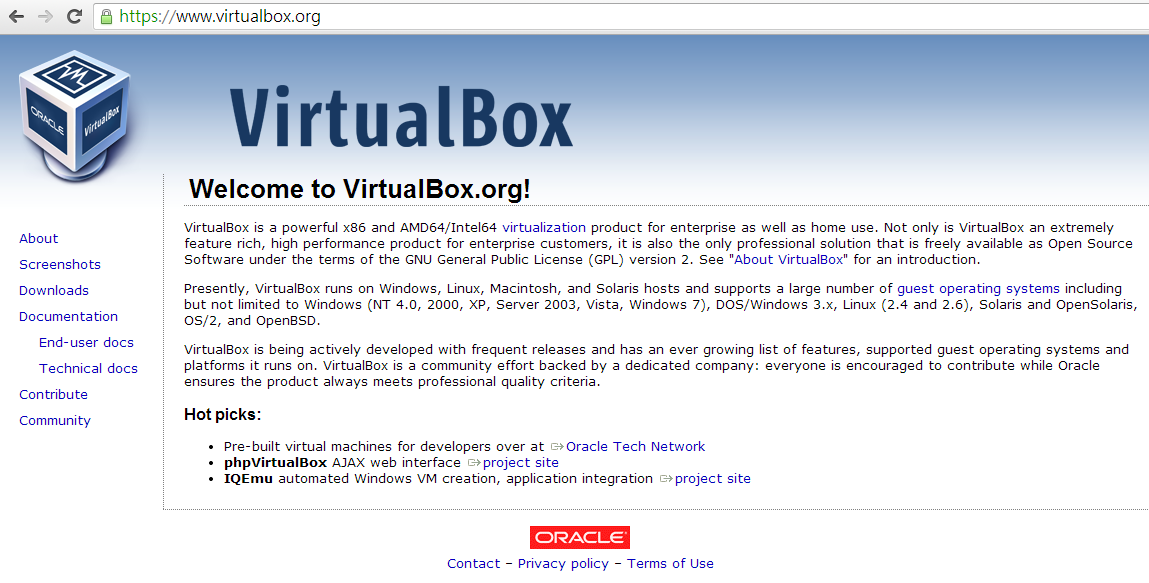 https://www.virtualbox.org
ORACLE
VirtualBox
VirtualBox
Welcome to VirtualBox.org!
About
Screenshots
Downloads
Documentation
End-user docs
Technical docs
Contribute
Community
VirtualBox is a powerful x86 and AMD64/Intel64 virtualization product for enterprise as well as home use. Not only is VirtualBox an extremely
feature rich, high performance product for enterprise customers, it is also the only professional solution that is freely available as Open Source
Software under the terms of the GNU General Public License (GPL) version 2. See "About VirtualBox" for an introduction.
Presently, VirtualBox runs on Windows, Linux, Macintosh, and Solaris hosts and supports a large number of guest operating systems including
but not limited to Windows (NT 4.0, 2000, XP, Server 2003, Vista, Windows 7), DOS/Windows 3.x, Linux (2.4 and 2.6), Solaris and OpenSolaris,
OS/2, and OpenBSD.
VirtualBox is being actively developed with frequent releases and has an ever growing list of features, supported guest operating systems and
platforms it runs on. VirtualBox is a community effort backed by a dedicated company: everyone is encouraged to contribute while Oracle
ensures the product always meets professional quality criteria.
Hot picks:
• Pre-built virtual machines for developers over at Oracle Tech Network
• phpVirtualBox AJAX web interface project site
• IQEmu automated Windows VM creation, application integration project site
ORACLE
Contact – Privacy policy – Terms of Use